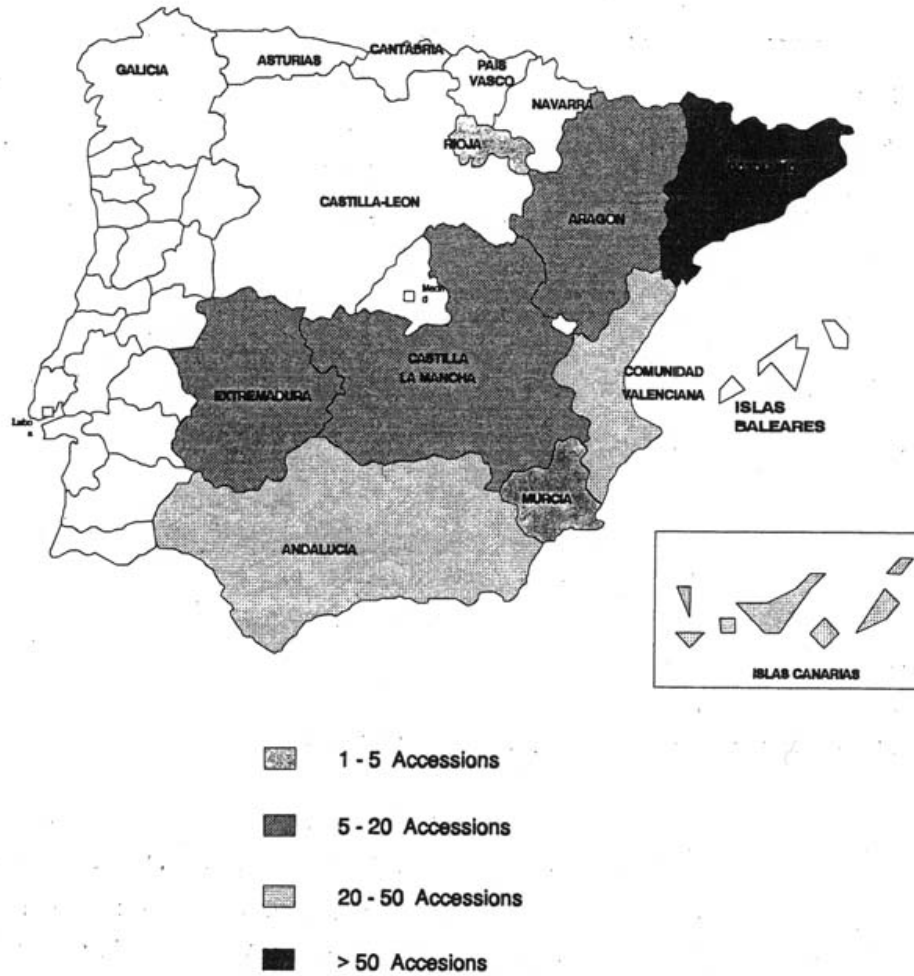 GALICIA
ASTURIAS
CANTABRIA
PAIS
VASCO
NAVARRA
RIOJA
CASTILLA-LEON
ARAGON
CASTILLA
LA MANCHA
EXTREMADURA
COMUNIDAD
VALENCIANA
ISLAS
BALEARES
MURCIA
ANDALUCIA
ISLAS CANARIAS
1 - 5 Accessions
5 - 20 Accessions
20 - 50 Accessions
> 50 Accesions